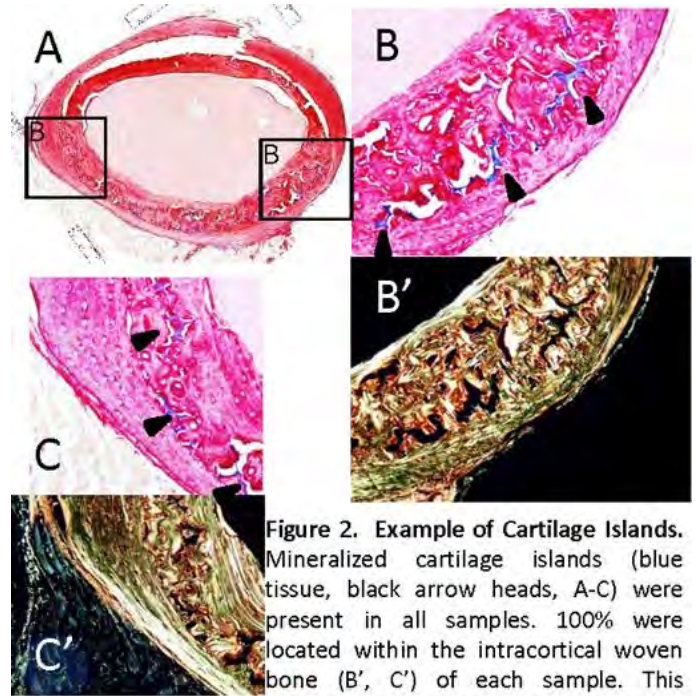 A
B
B
B
B′
C
C′
Figure 2. Example of Cartilage Islands.
Mineralized cartilage islands (blue
tissue, black arrow heads, A-C) were
present in all samples. 100% were
located within the intracortical woven
bone (B′, C′) of each sample. This